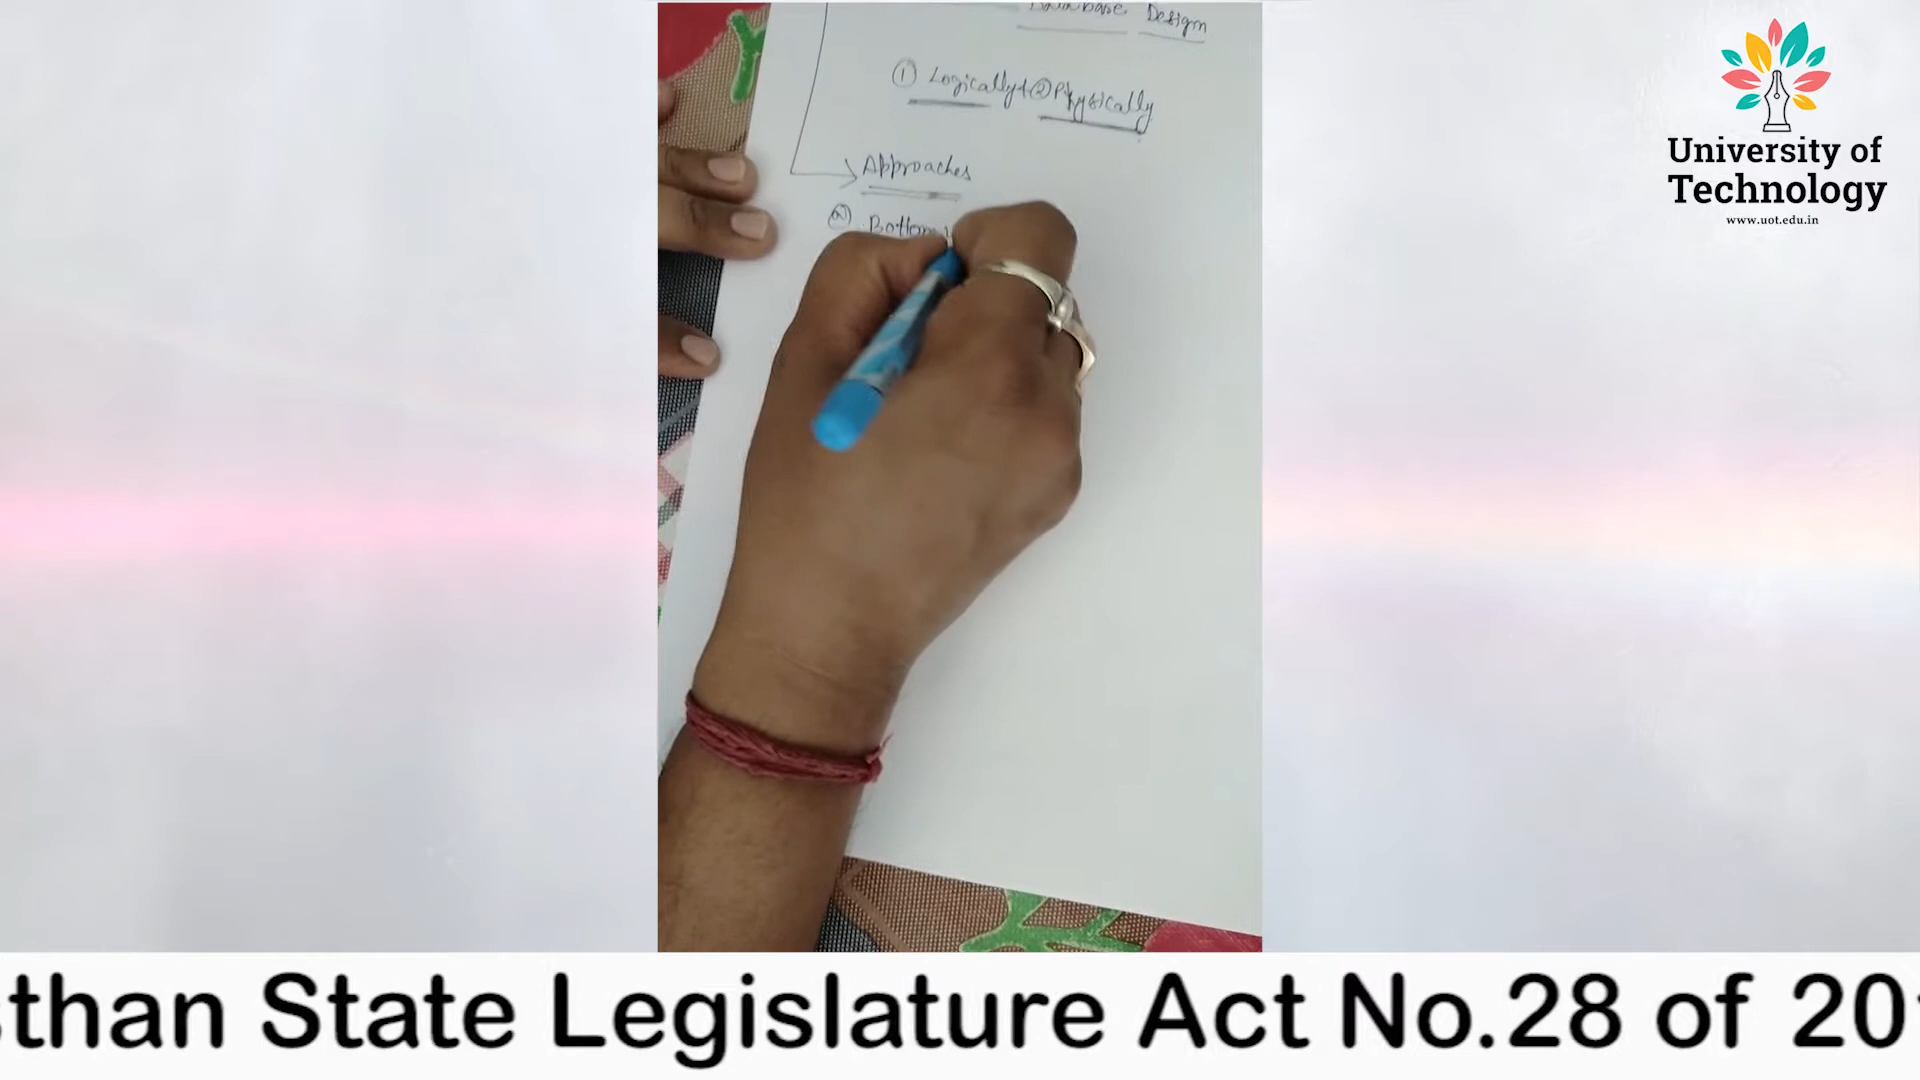 Database Design
① Logically + ② Physically
Approaches
Bottom
University of
Technology
www.uot.edu.in
sthan State Legislature Act No.28 of 20